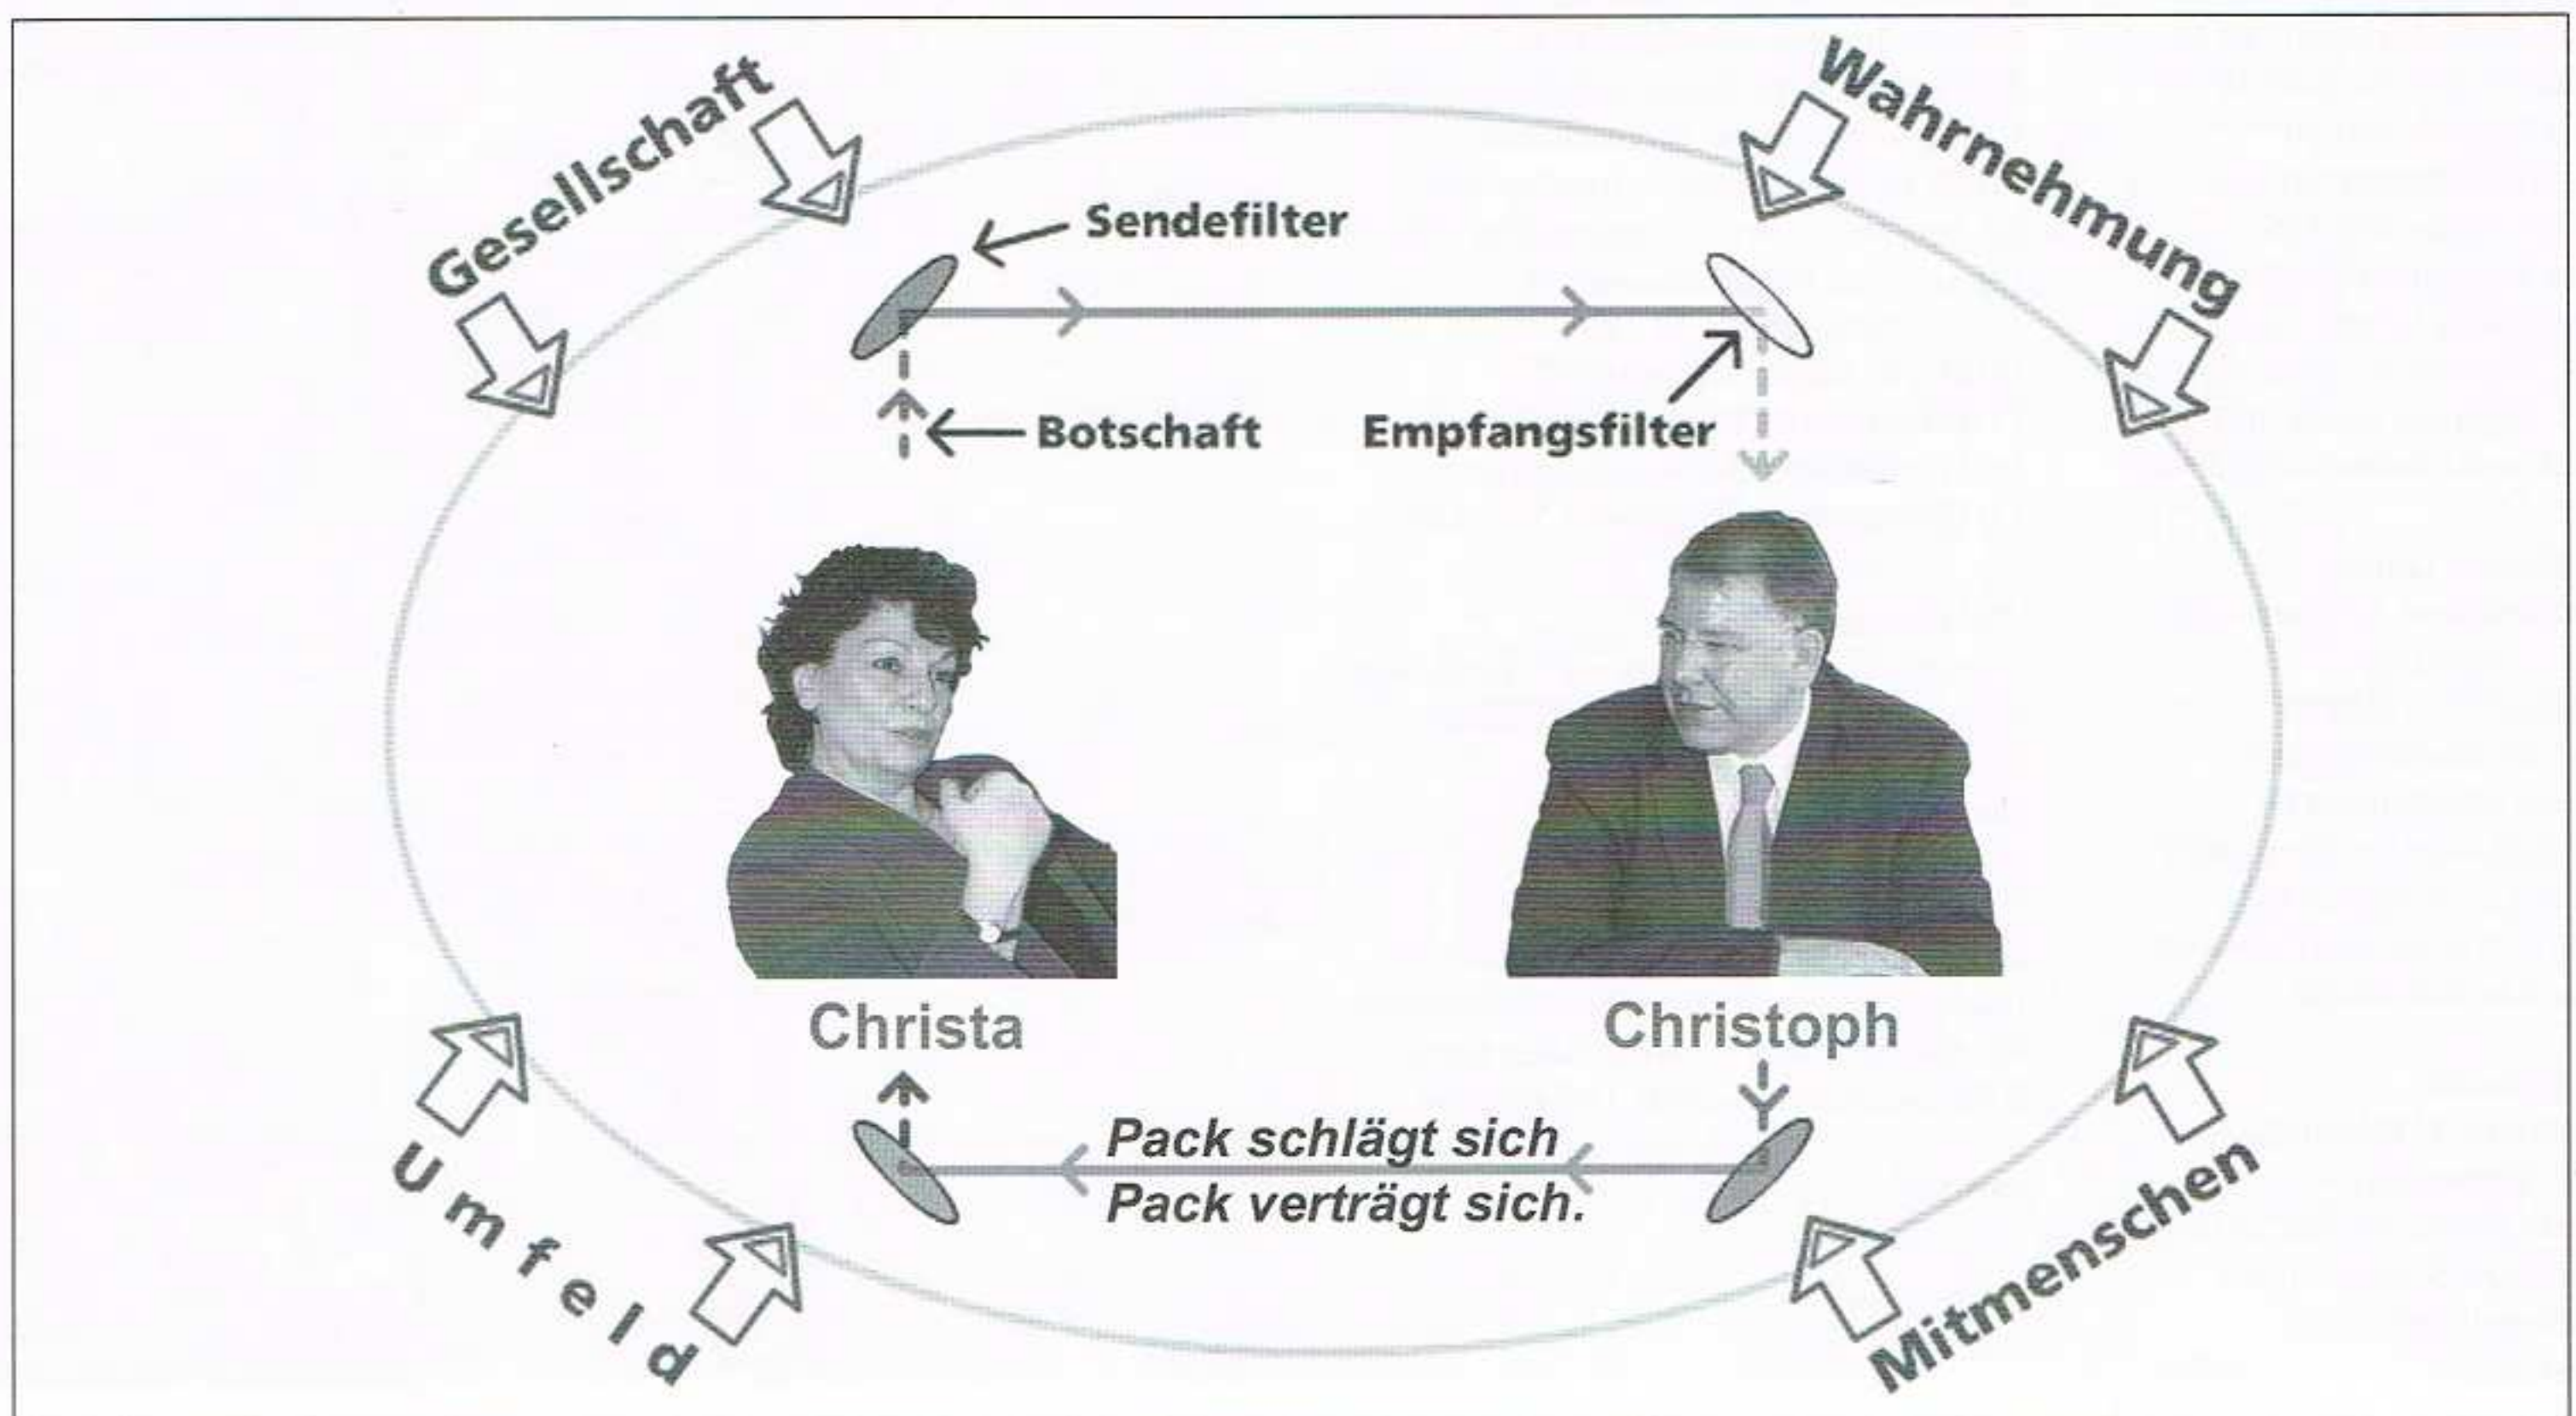 Gesellschaft
Wahrnehmung
Sendefilter
Botschaft
Empfangsfilter
Christa
Christoph
Pack schlägt sich
Pack verträgt sich.
Umfeld
Mitmenschen